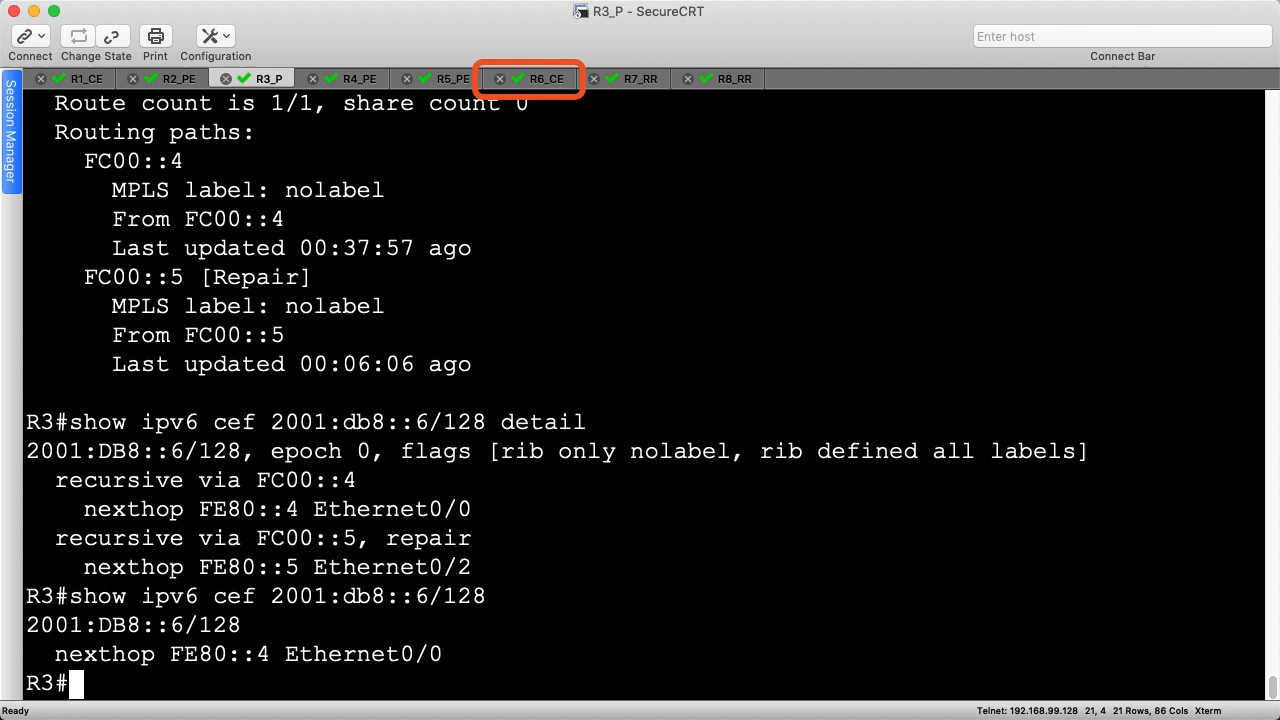 R3_P - SecureCRT
Enter host
Connect Change State Print Configuration Connect Bar
R1_CE R2_PE R3_P R4_PE R5_PE R6_CE R7_RR R8_RR
Session Manager
Route count is 1/1, share count 0
Routing paths:
FC00::4
MPLS label: nolabel
From FC00::4
Last updated 00:37:57 ago
FC00::5 [Repair]
MPLS label: nolabel
From FC00::5
Last updated 00:06:06 ago
R3#show ipv6 cef 2001:db8::6/128 detail
2001:DB8::6/128, epoch 0, flags [rib only nolabel, rib defined all labels]
recursive via FC00::4
nexthop FE80::4 Ethernet0/0
recursive via FC00::5, repair
nexthop FE80::5 Ethernet0/2
R3#show ipv6 cef 2001:db8::6/128
2001:DB8::6/128
nexthop FE80::4 Ethernet0/0
R3#
Ready Telnet: 192.168.99.128 21, 4 21 Rows, 86 Cols Xterm